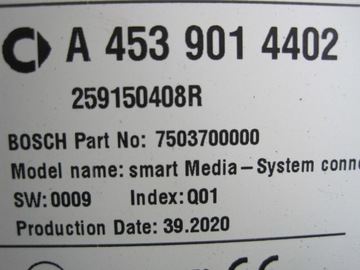 A 453 901 4402
259150408R
BOSCH Part No: 7503700000
Model name: smart Media-System conne
SW: 0009 Index: Q01
Production Date: 39.2020